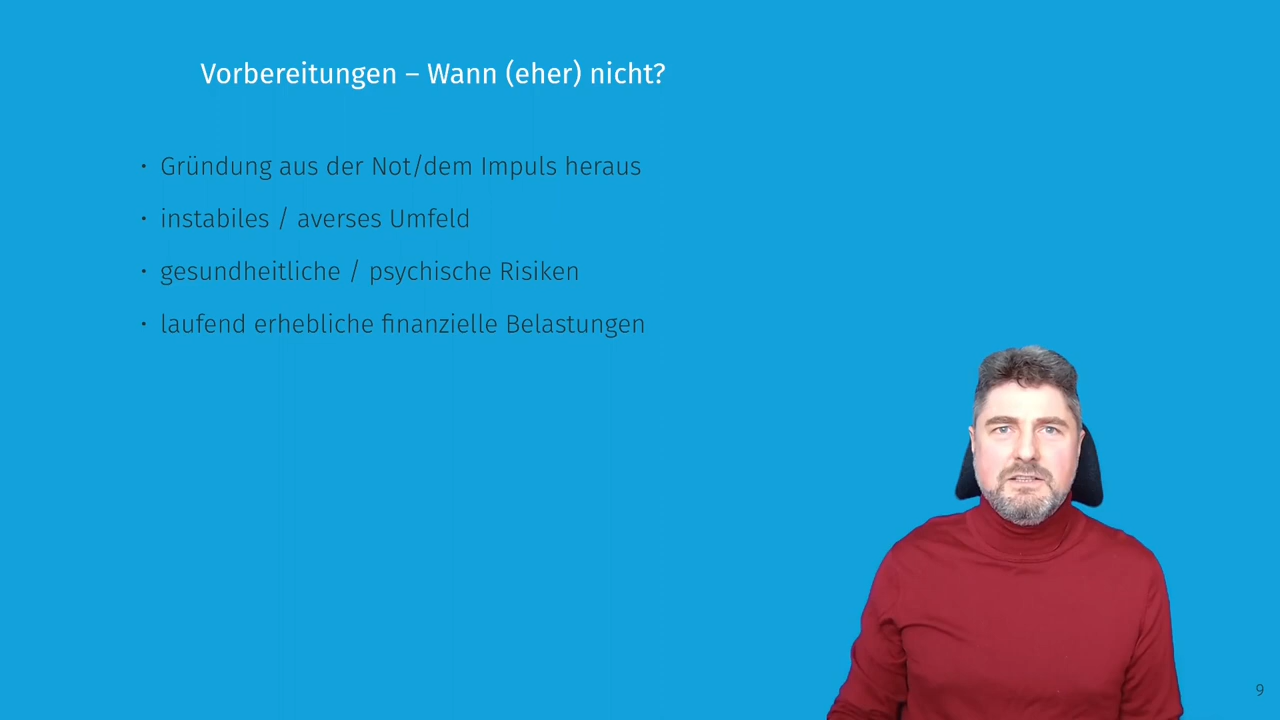 Vorbereitungen – Wann (eher) nicht?
· Gründung aus der Not/dem Impuls heraus
· instabiles / averses Umfeld
· gesundheitliche / psychische Risiken
· laufend erhebliche finanzielle Belastungen
9